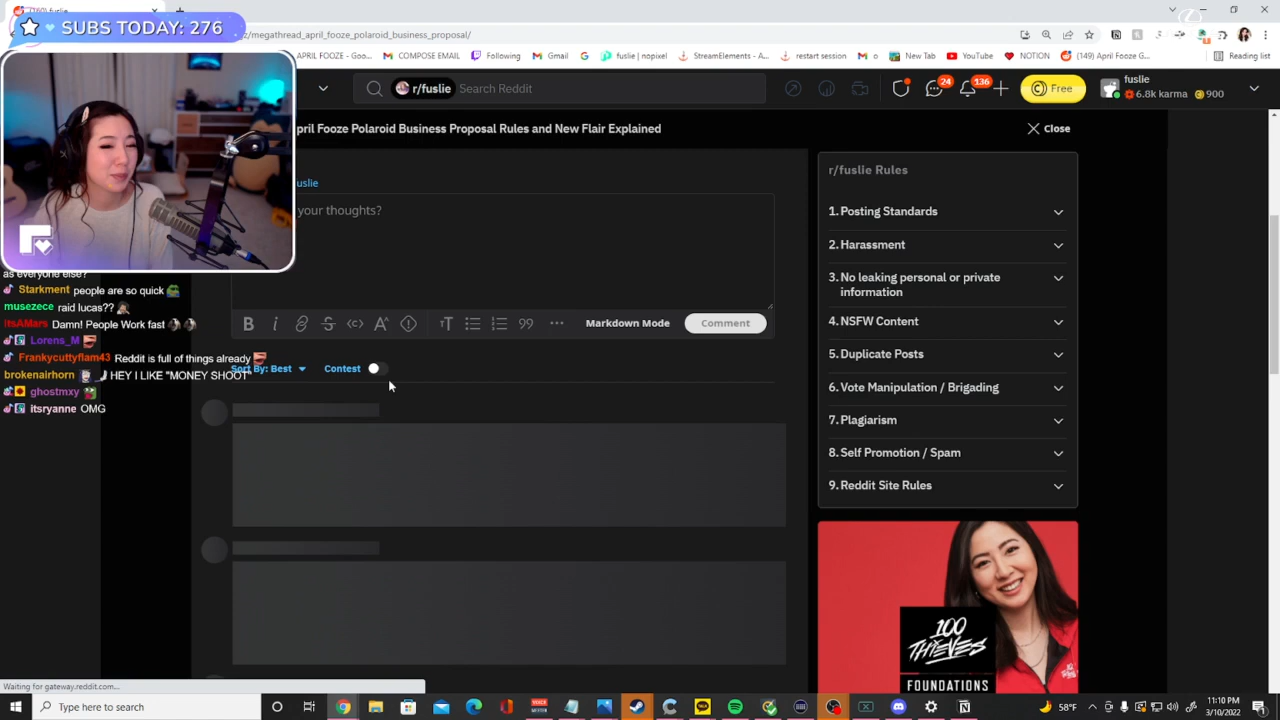 SUBS TODAY: 276
z/megathread_april_fooze_polaroid_business_proposal/
APRIL FOOZE - Goo...
COMPOSE EMAIL
Following
Gmail
fuslie | nopixel
StreamElements - A...
restart session
o
New Tab
YouTube
NOTION
(149) April Fooze G...
Reading list
r/fuslie
Search Reddit
24
136
Free
fuslie
6.8k karma
900
pril Fooze Polaroid Business Proposal Rules and New Flair Explained
Close
fuslie
your thoughts?
B i
99
Markdown Mode
Comment
Sort By: Best
Contest
as everyone else?
Starkment people are so quick
musezece raid lucas??
itsAMars Damn! People Work fast
Lorens_M
Frankycuttyflam43 Reddit is full of things already
brokenairhorn HEY I LIKE "MONEY SHOOT"
ghostmxy
itsryanne OMG
r/fuslie Rules
1. Posting Standards
2. Harassment
3. No leaking personal or private
information
4. NSFW Content
5. Duplicate Posts
6. Vote Manipulation / Brigading
7. Plagiarism
8. Self Promotion / Spam
9. Reddit Site Rules
100
THIEVES
FOUNDATIONS
Waiting for gateway.reddit.com...
Type here to search
58°F
11:10 PM
3/10/2022